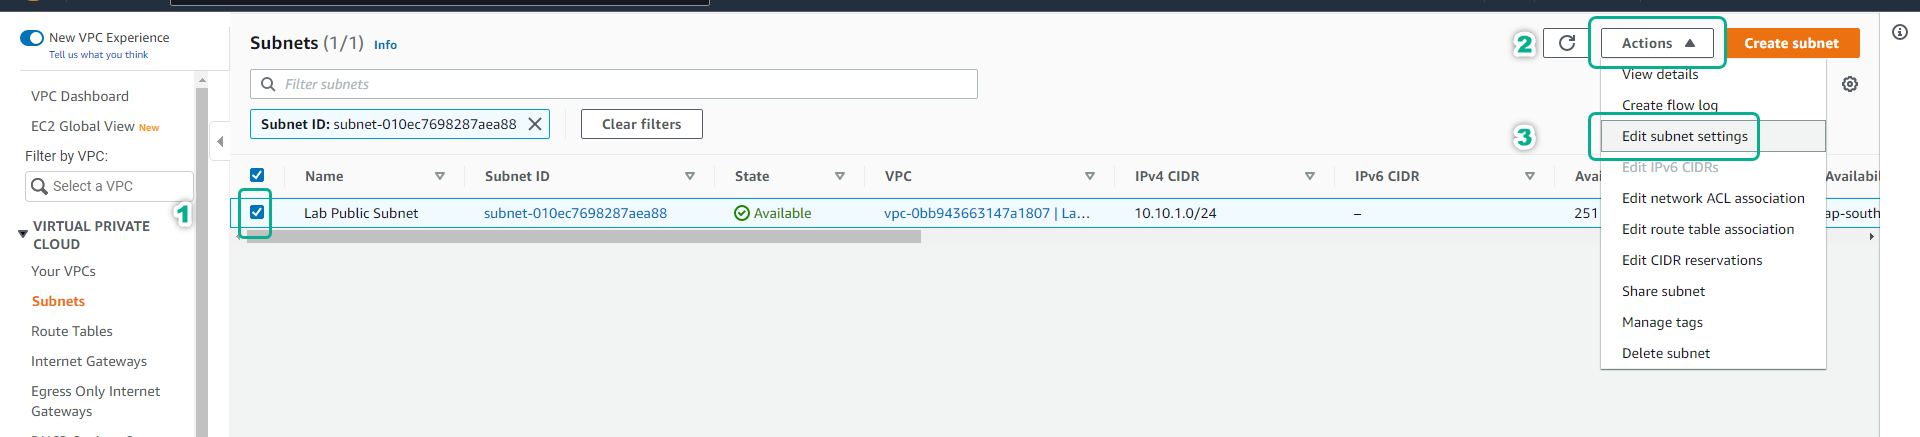 New VPC Experience
Tell us what you think
VPC Dashboard
EC2 Global View New
Filter by VPC:
Select a VPC
1
VIRTUAL PRIVATE
CLOUD
Your VPCs
Subnets
Route Tables
Internet Gateways
Egress Only Internet
Gateways
Subnets (1/1) Info
2
Actions
Create subnet
Filter subnets
Subnet ID: subnet-010ec7698287aea88
Clear filters
Name
Subnet ID
State
VPC
IPv4 CIDR
IPv6 CIDR
Lab Public Subnet
subnet-010ec7698287aea88
Available
vpc-0bb943663147a1807 | La...
10.10.1.0/24
–
251
ap-south
View details
Create flow log
3
Edit subnet settings
Edit IPv6 CIDRs
Edit network ACL association
Edit route table association
Edit CIDR reservations
Share subnet
Manage tags
Delete subnet